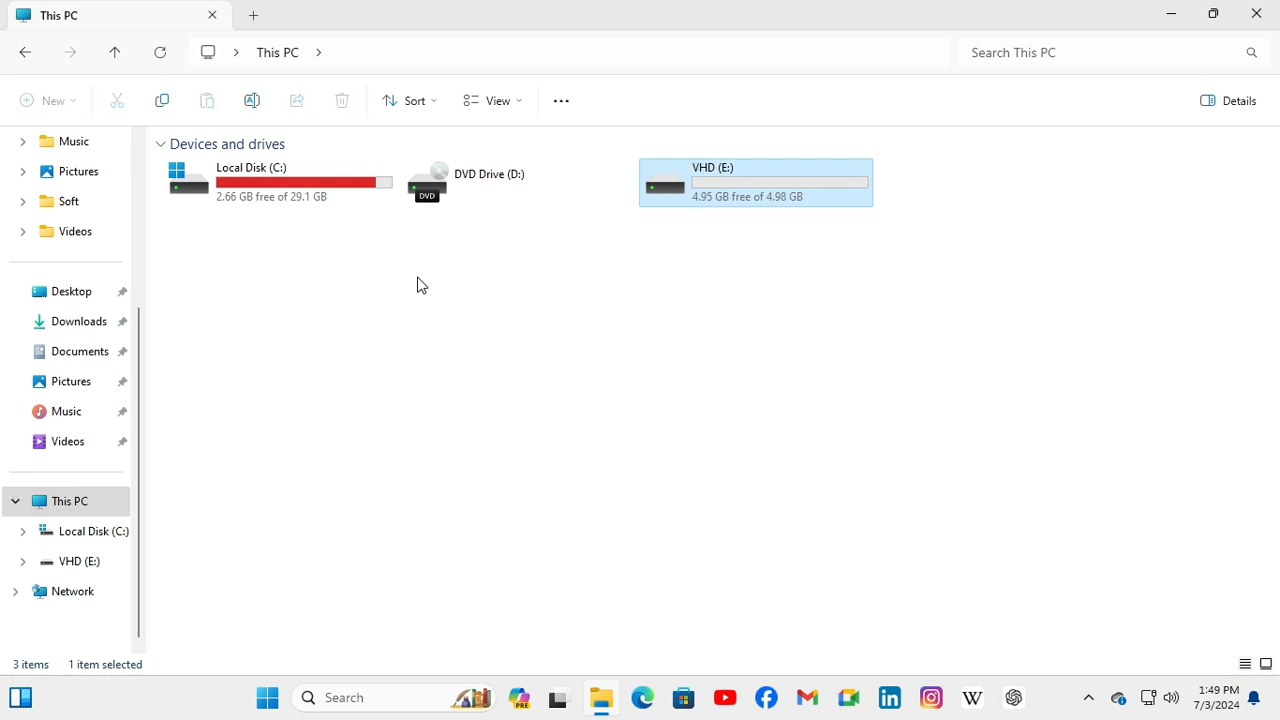 This PC
This PC
Search This PC
New
Sort
View
Details
Music
Pictures
Soft
Videos
Desktop
Downloads
Documents
Pictures
Music
Videos
This PC
Local Disk (C:)
VHD (E:)
Network
Devices and drives
Local Disk (C:)
2.66 GB free of 29.1 GB
DVD
DVD Drive (D:)
VHD (E:)
4.95 GB free of 4.98 GB
3 items
1 item selected
Search
PRE
W
1:49 PM
7/3/2024